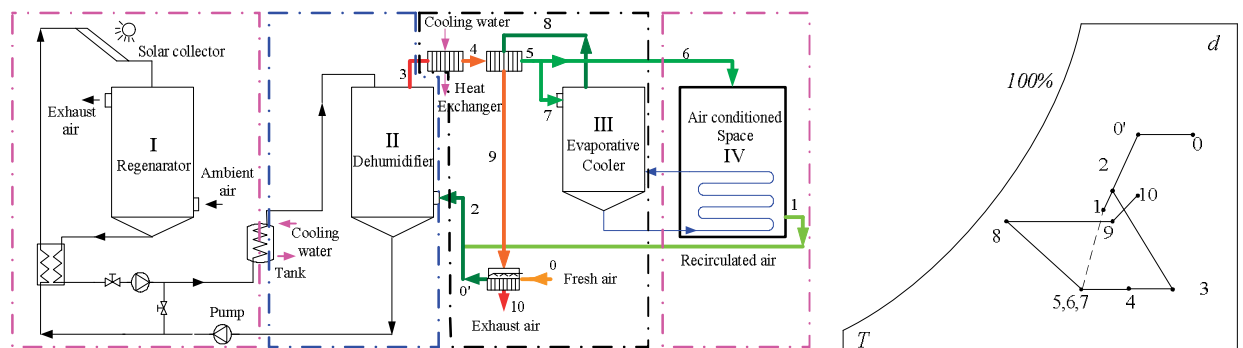 Solar collector
Exhaust air
I
Regenarator
Ambient air
Cooling water
Tank
Pump
II
Dehumidifier
Cooling water
3
4
Heat Exchanger
5
8
7
9
III
Evaporative Cooler
6
Air conditioned Space
IV
1
2
Recirculated air
0'
0
Fresh air
10
Exhaust air
d
100%
0'
0
2
10
1
9
8
5,6,7
4
3
T